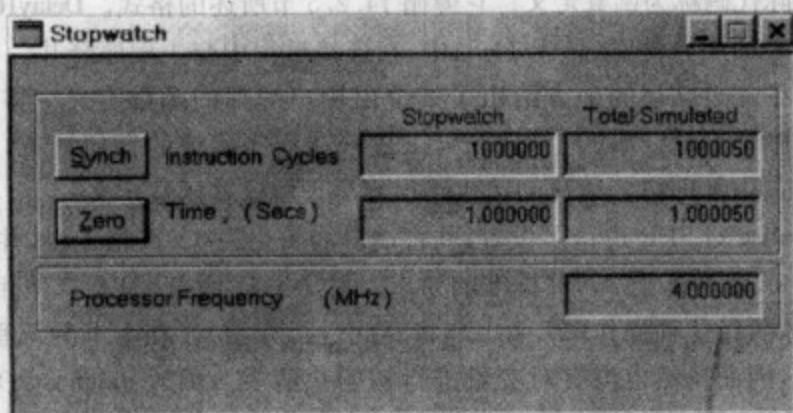 Stopwatch
Stopwatch Total Simulated
Synch Instruction Cycles 1000000 1000050
Zero Time , (Secs) 1.000000 1.000050
Processor Frequency (MHz) 4.000000